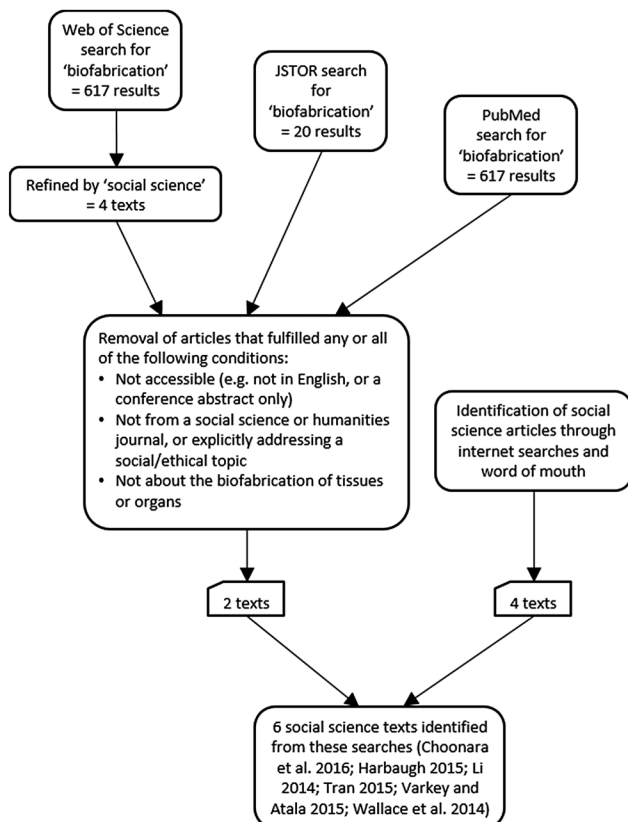 Web of Science
search for
‘biofabrication’
= 617 results
JSTOR search
for
‘biofabrication’
= 20 results
PubMed
search for
‘biofabrication’
= 617 results
Refined by ‘social science’
= 4 texts
Removal of articles that fulfilled any or all
of the following conditions:
• Not accessible (e.g. not in English, or a
conference abstract only)
• Not from a social science or humanities
journal, or explicitly addressing a
social/ethical topic
• Not about the biofabrication of tissues
or organs
Identification of social
science articles through
internet searches and
word of mouth
2 texts
4 texts
6 social science texts identified
from these searches (Choonara
et al. 2016; Harbaugh 2015; Li
2014; Tran 2015; Varkey and
Atala 2015; Wallace et al. 2014)